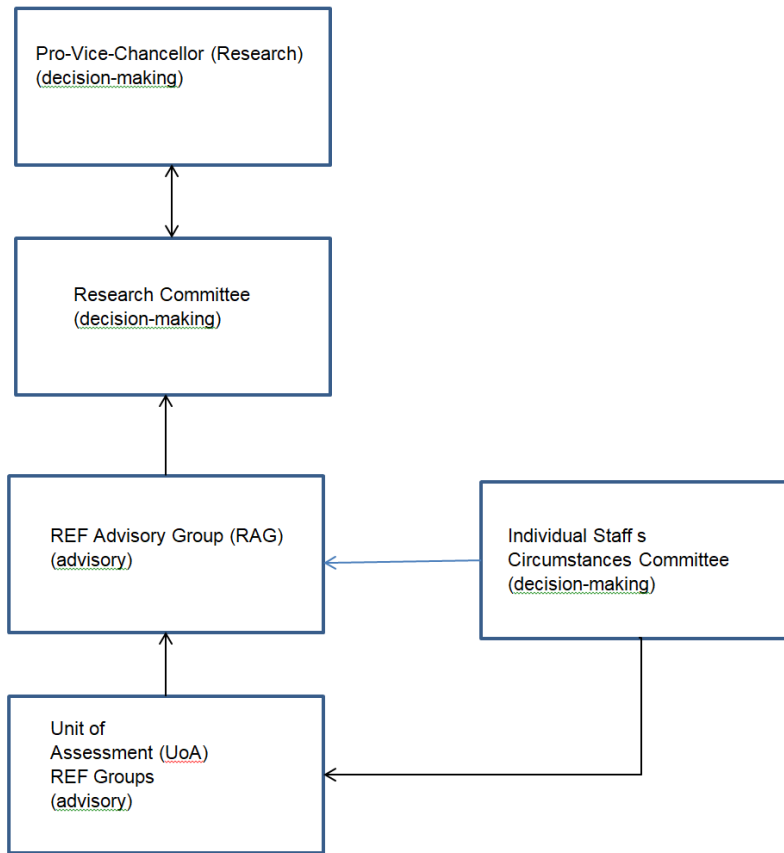 Pro-Vice-Chancellor (Research)
(decision-making)
Research Committee
(decision-making)
REF Advisory Group (RAG)
(advisory)
Individual Staff s
Circumstances Committee
(decision-making)
Unit of
Assessment (UoA)
REF Groups
(advisory)